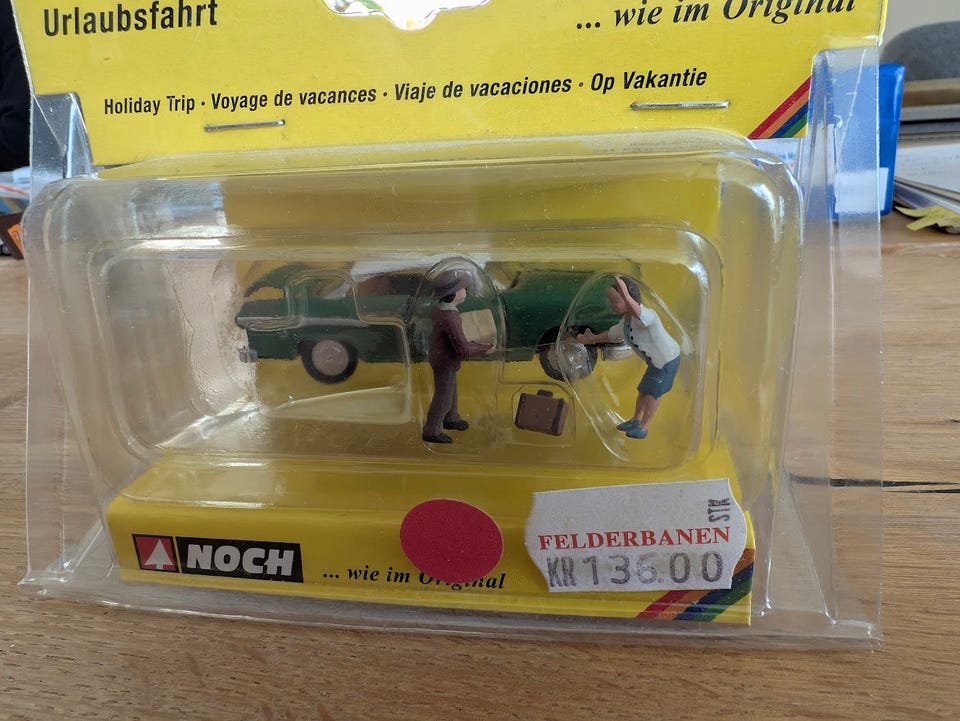 Urlaubsfahrt
... wie im Original
Holiday Trip · Voyage de vacances · Viaje de vacaciones · Op Vakantie
NOCH
... wie im Original
STK
FELDERBANEN
KR 136.00